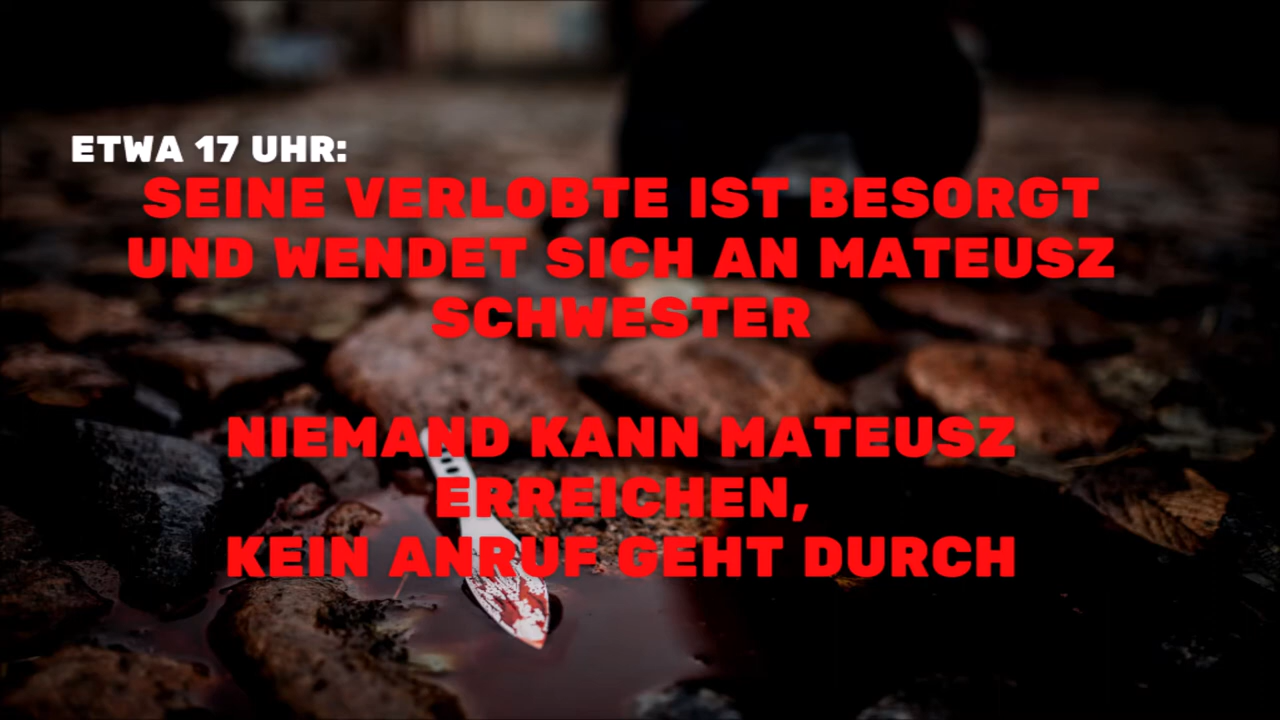 ETWA 17 UHR:
SEINE VERLOBTE IST BESORGT
UND WENDET SICH AN MATEUSZ
SCHWESTER
NIEMAND KANN MATEUSZ
ERREICHEN,
KEIN ANRUF GEHT DURCH